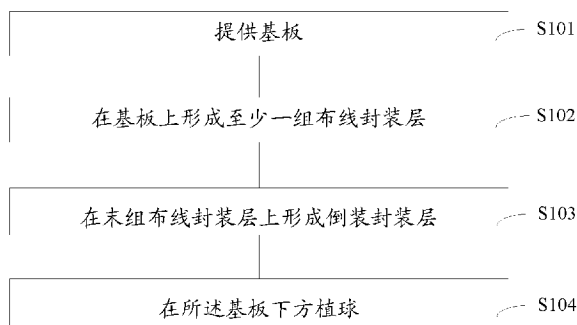 提供基板 S101
在基板上形成至少一组布线封装层 S102
在末组布线封装层上形成倒装封装层 S103
在所述基板下方植球 S104